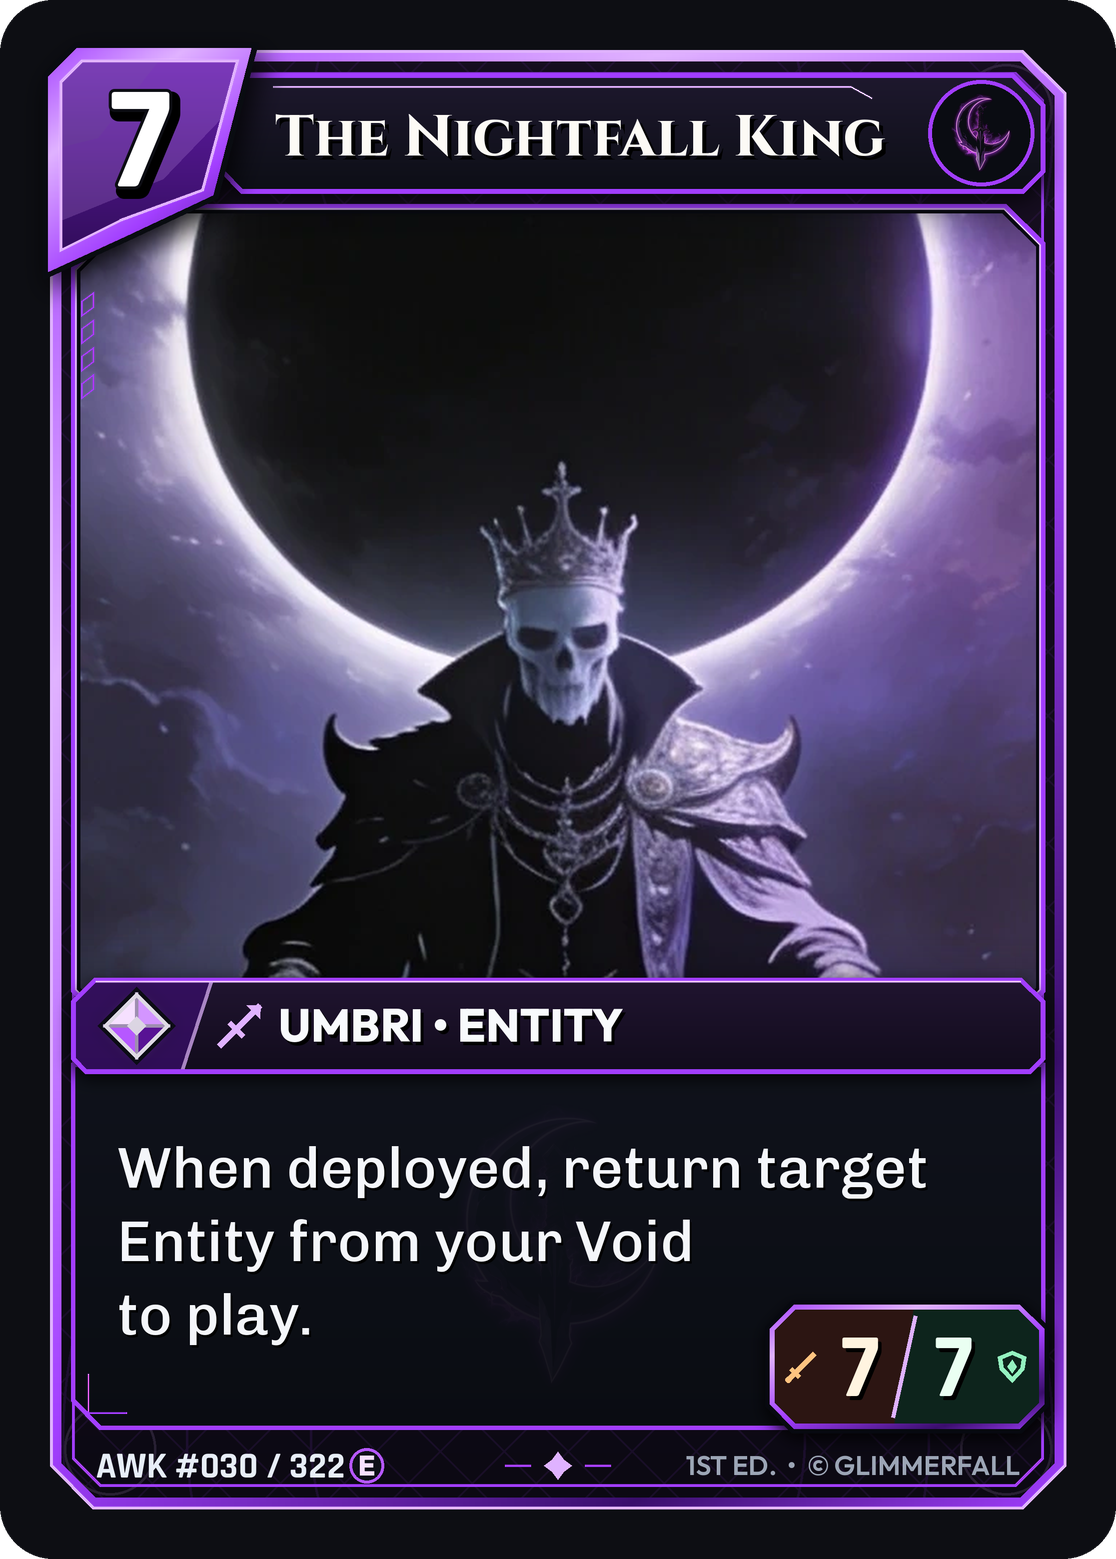 7
The Nightfall King
UMBRI • ENTITY
When deployed, return target
Entity from your Void
to play.
7 / 7
AWK #030 / 322 E
1ST ED. • © GLIMMERFALL